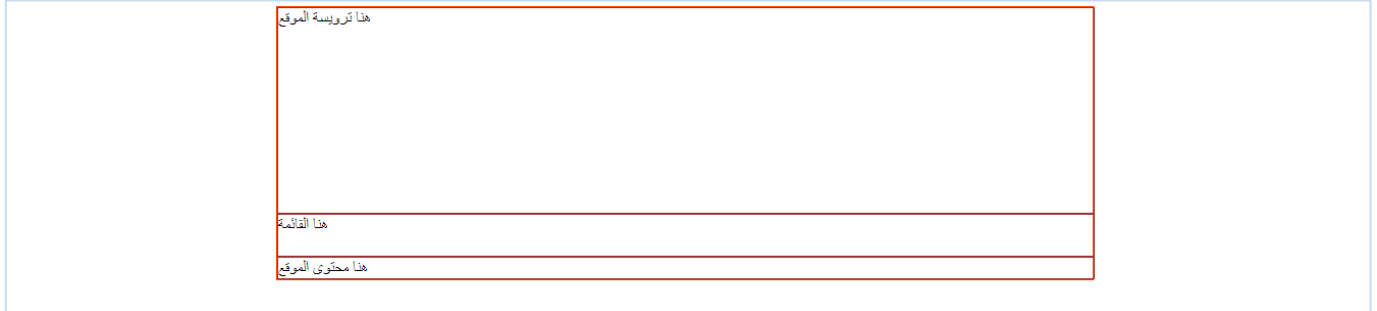 هنا ترويسة الموقع
هنا القائمة
هنا محتوى الموقع